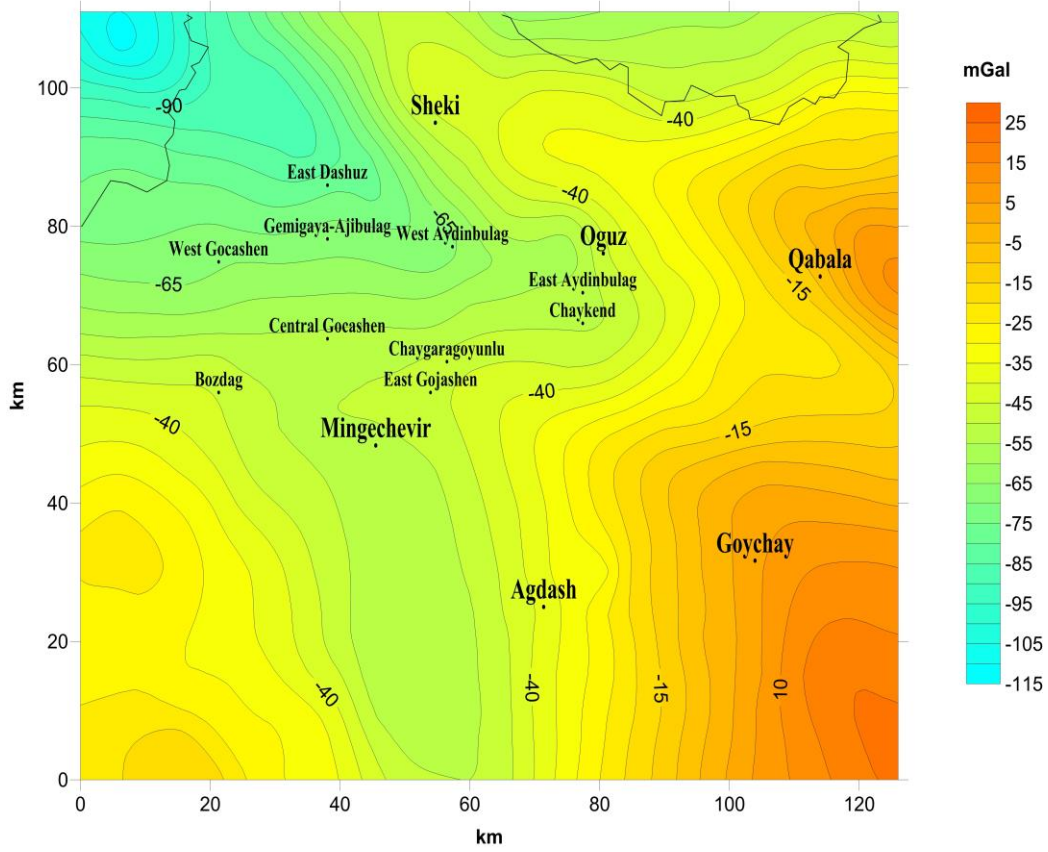 mGal
100
80
60
40
20
0
km
0
20
40
60
80
100
120
km
-90
Sheki
-40
East Dashuz
-40
-65
Gemigaya-Ajibulag
West Aydinbulag
Oguz
West Gocashen
Qabala
-65
East Aydinbulag
-15
Chaykend
Central Gocashen
Chaygaragoyunlu
Bozdag
East Gojashen
-40
-40
Mingechevir
-15
Goychay
Agdash
-40
-40
-15
10
25
15
5
-5
-15
-25
-35
-45
-55
-65
-75
-85
-95
-105
-115